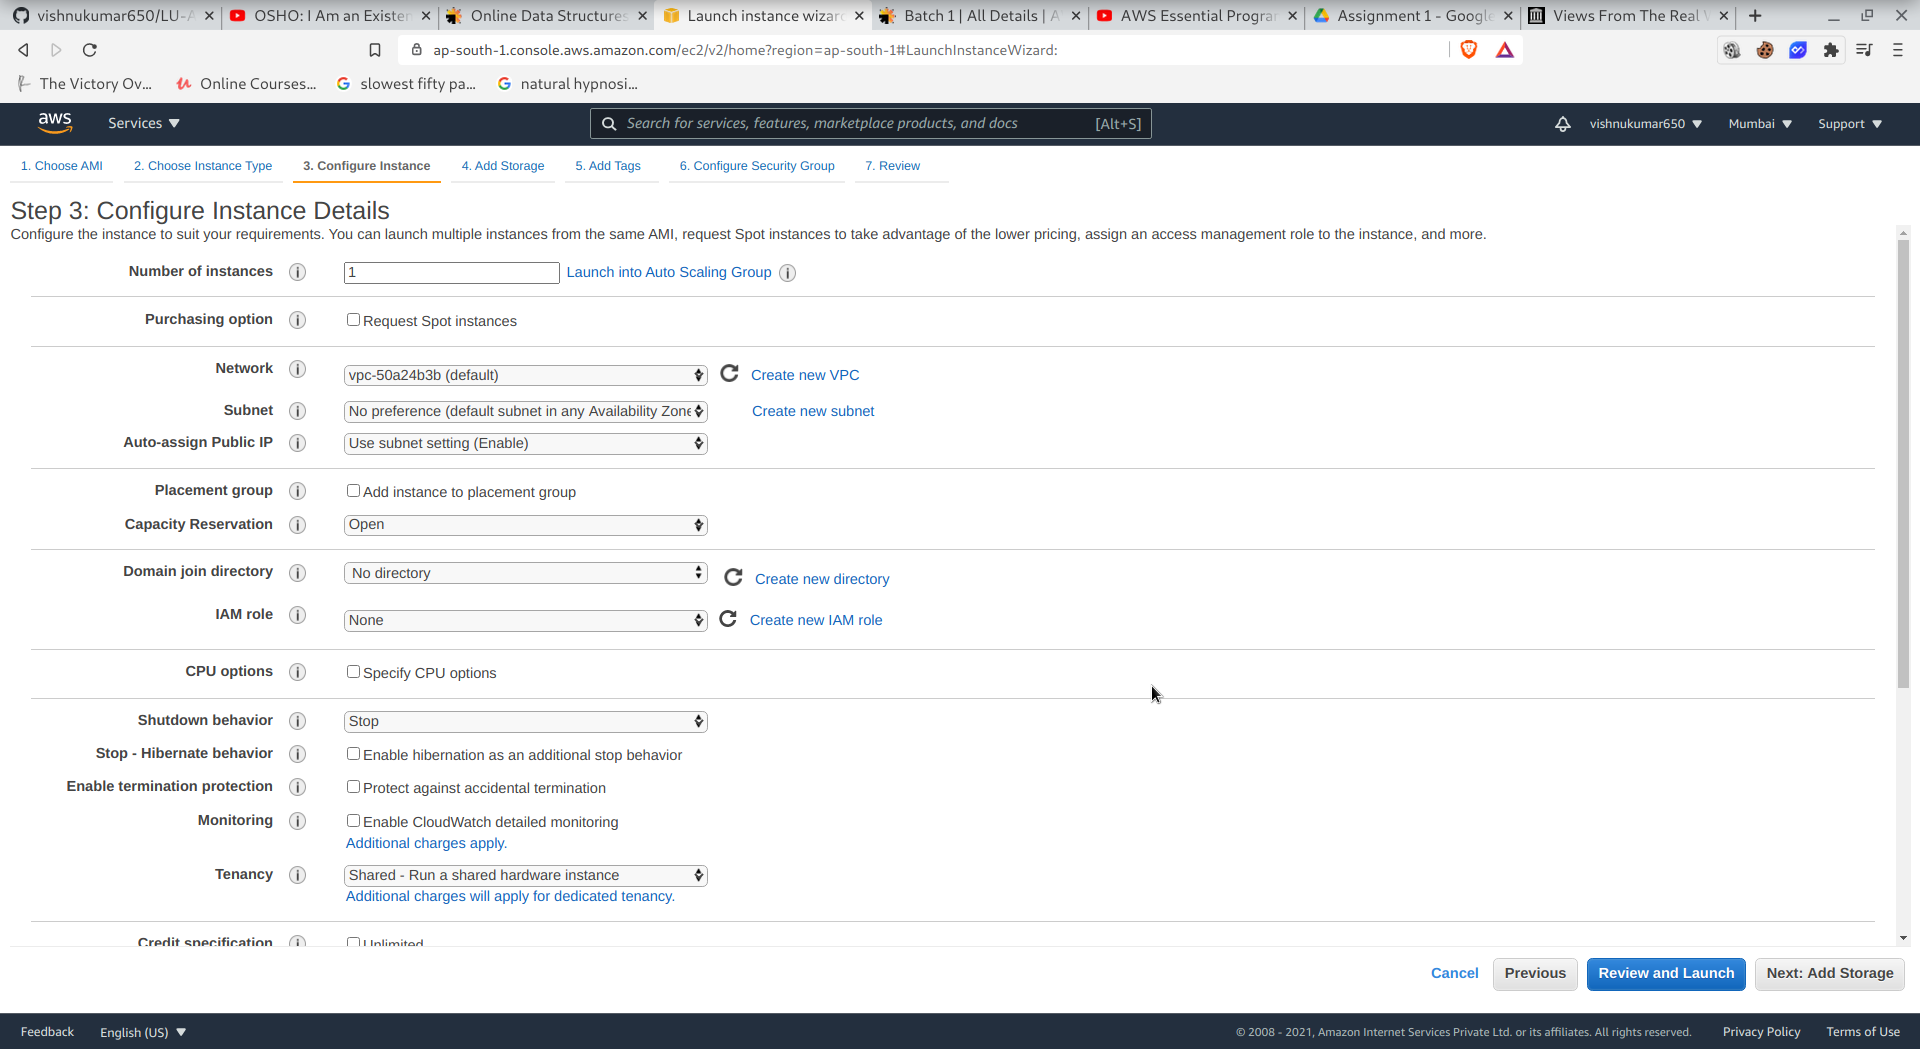 vishnukumar650/LU-A
OSHO: I Am an Existen
Online Data Structures
Launch instance wizard
Batch 1 | All Details | A
AWS Essential Program
Assignment 1 - Google
Views From The Real W
ap-south-1.console.aws.amazon.com/ec2/v2/home?region=ap-south-1#LaunchInstanceWizard:
The Victory Ov...
Online Courses...
slowest fifty pa...
natural hypnosi...
aws
Services
Search for services, features, marketplace products, and docs
[Alt+S]
vishnukumar650
Mumbai
Support
1. Choose AMI
2. Choose Instance Type
3. Configure Instance
4. Add Storage
5. Add Tags
6. Configure Security Group
7. Review
Step 3: Configure Instance Details
Configure the instance to suit your requirements. You can launch multiple instances from the same AMI, request Spot instances to take advantage of the lower pricing, assign an access management role to the instance, and more.
Number of instances
1
Launch into Auto Scaling Group
Purchasing option
Request Spot instances
Network
vpc-50a24b3b (default)
Create new VPC
Subnet
No preference (default subnet in any Availability Zone
Create new subnet
Auto-assign Public IP
Use subnet setting (Enable)
Placement group
Add instance to placement group
Capacity Reservation
Open
Domain join directory
No directory
Create new directory
IAM role
None
Create new IAM role
CPU options
Specify CPU options
Shutdown behavior
Stop
Stop - Hibernate behavior
Enable hibernation as an additional stop behavior
Enable termination protection
Protect against accidental termination
Monitoring
Enable CloudWatch detailed monitoring
Additional charges apply.
Tenancy
Shared - Run a shared hardware instance
Additional charges will apply for dedicated tenancy.
Credit specification
Unlimited
Cancel
Previous
Review and Launch
Next: Add Storage
Feedback
English (US)
© 2008 - 2021, Amazon Internet Services Private Ltd. or its affiliates. All rights reserved.
Privacy Policy
Terms of Use